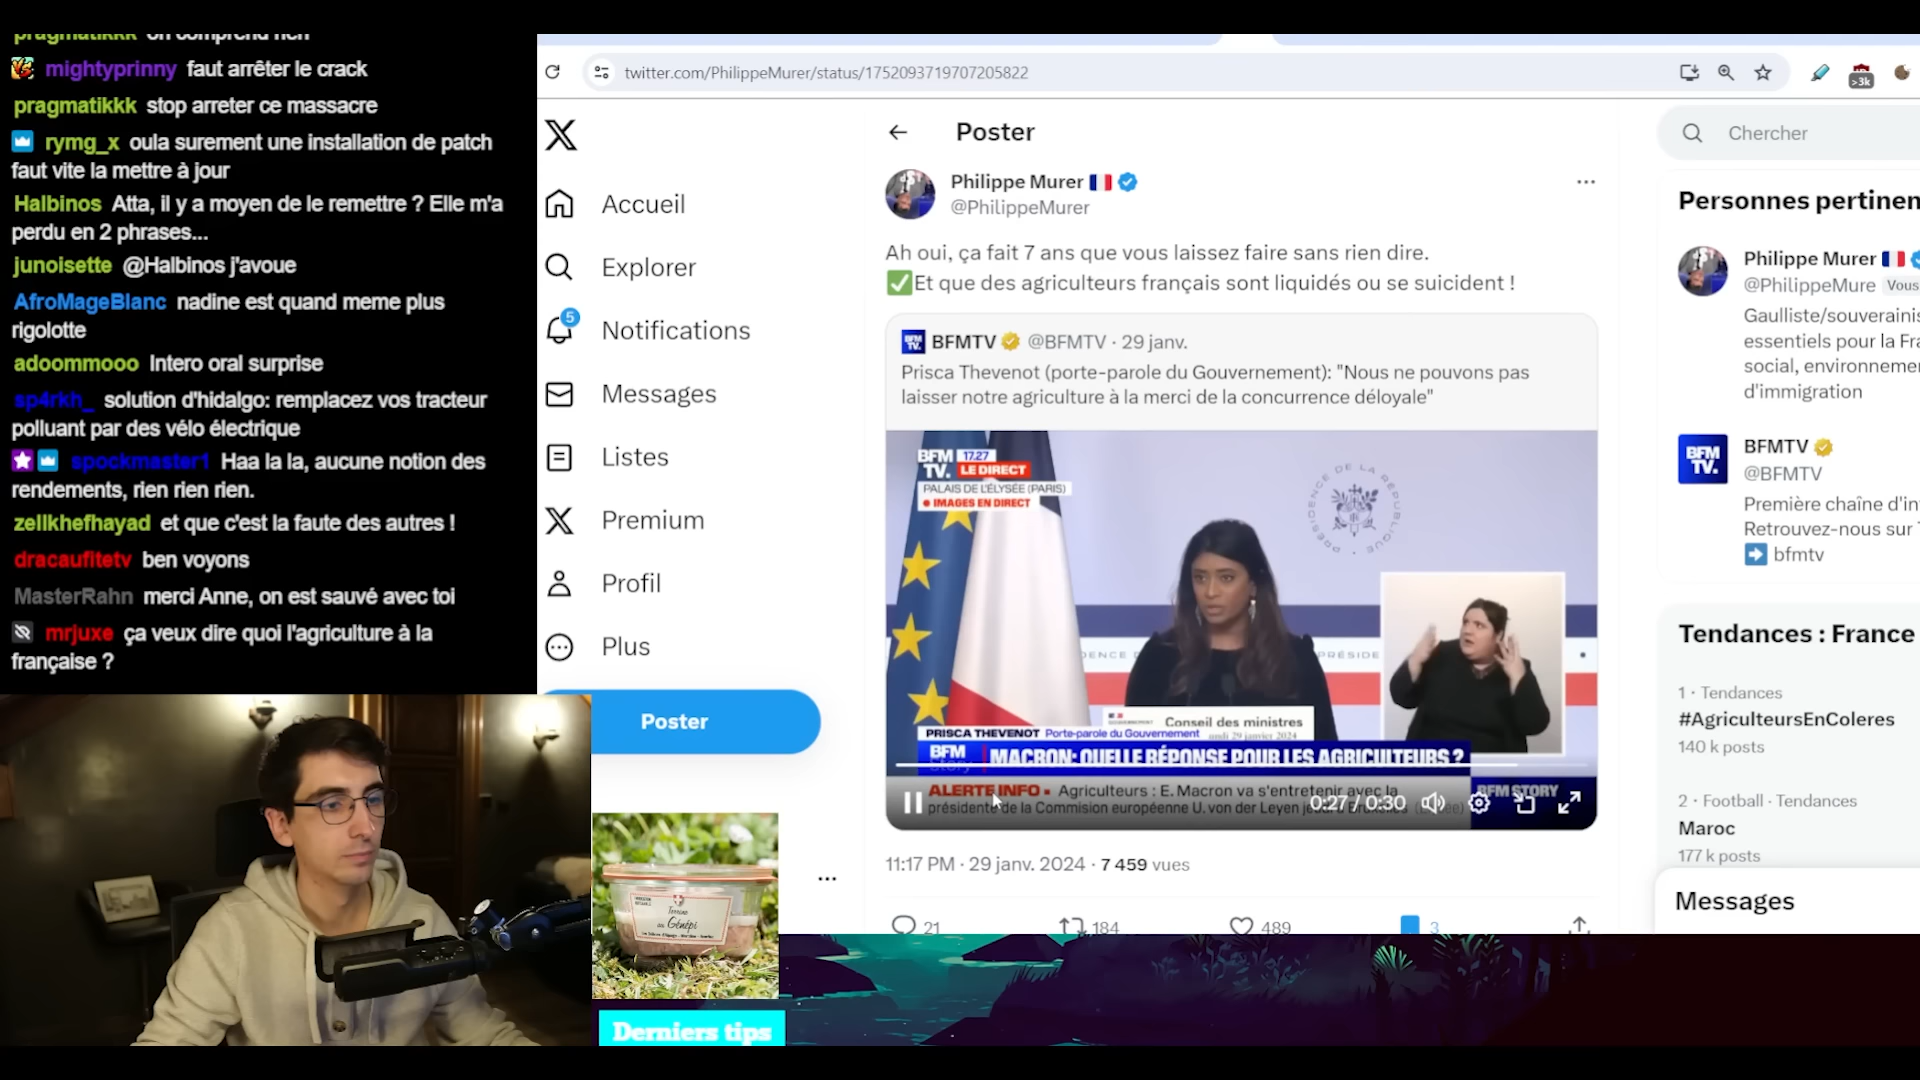 pragmatikkk on comprend rien
mightyprinny faut arrêter le crack
pragmatikkk stop arreter ce massacre
rymg_x oula surement une installation de patch
faut vite la mettre à jour
Halbinos Atta, il y a moyen de le remettre ? Elle m'a
perdu en 2 phrases...
junoisette @Halbinos j'avoue
AfroMageBlanc nadine est quand meme plus
rigolotte
adoommooo Intero oral surprise
sp4rkh_ solution d'hidalgo: remplacez vos tracteur
polluant par des vélo électrique
spockmaster1 Haa la la, aucune notion des
rendements, rien rien rien.
zellkhefhayad et que c'est la faute des autres !
dracaufitetv ben voyons
MasterRahn merci Anne, on est sauvé avec toi
mrjuxe ça veux dire quoi l'agriculture à la
française ?
twitter.com/PhilippeMurer/status/1752093719707205822
>3k
Accueil
Explorer
5
Notifications
Messages
Listes
Premium
Profil
Plus
Poster
Poster
Philippe Murer
@PhilippeMurer
Ah oui, ça fait 7 ans que vous laissez faire sans rien dire.
✅Et que des agriculteurs français sont liquidés ou se suicident !
BFMTV @BFMTV · 29 janv.
Prisca Thevenot (porte-parole du Gouvernement): "Nous ne pouvons pas
laisser notre agriculture à la merci de la concurrence déloyale"
BFM 17.27
TV. LE DIRECT
PALAIS DE L'ÉLYSÉE (PARIS)
IMAGES EN DIRECT
Conseil des ministres
29 janvier 2024
PRISCA THEVENOT Porte-parole du Gouvernement
BFM
Story
MACRON: QUELLE RÉPONSE POUR LES AGRICULTEURS ?
ALERTE INFO Agriculteurs : E. Macron va s'entretenir avec la
présidente de la Commision européenne U. von der Leyen jeudi à Bruxelles
BFM STORY
0:27 / 0:30
11:17 PM · 29 janv. 2024 · 7 459 vues
21
184
489
3
Chercher
Personnes pertinen
Philippe Murer
@PhilippeMure Vous
Gaulliste/souverainis
essentiels pour la Fra
social, environneme
d'immigration
BFM
TV.
BFMTV
@BFMTV
Première chaîne d'in
Retrouvez-nous sur
bfmtv
Tendances : France
1 · Tendances
#AgriculteursEnColeres
140 k posts
2 · Football · Tendances
Maroc
177 k posts
Messages
Terrine
au Génépi
Derniers tips